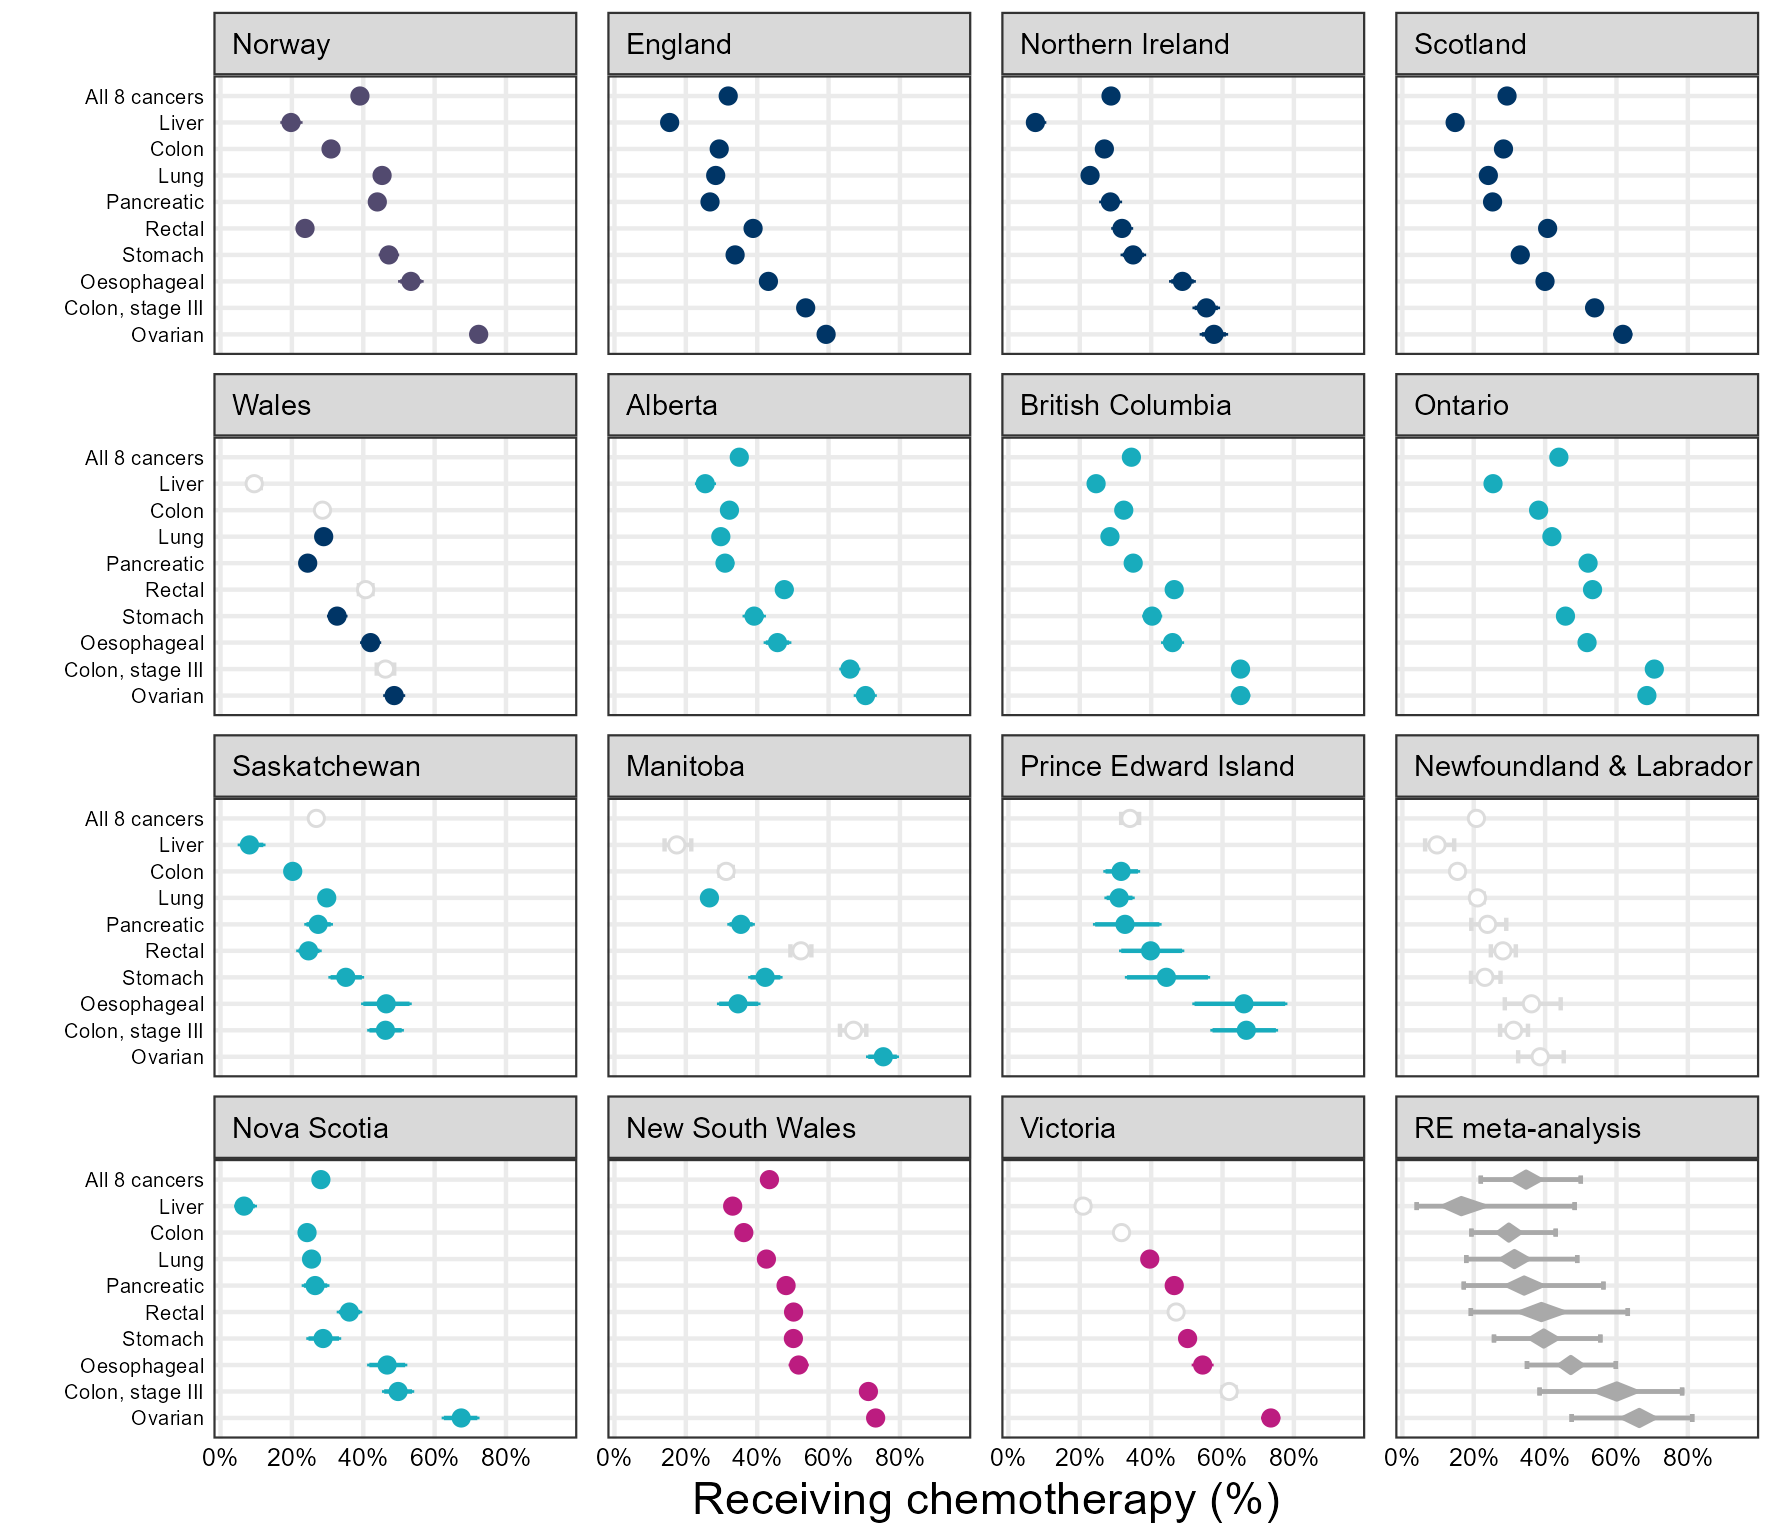 Norway
England
Northern Ireland
Scotland
All 8 cancers
Liver
Colon
Lung
Pancreatic
Rectal
Stomach
Oesophageal
Colon, stage III
Ovarian
Wales
Alberta
British Columbia
Ontario
All 8 cancers
Liver
Colon
Lung
Pancreatic
Rectal
Stomach
Oesophageal
Colon, stage III
Ovarian
Saskatchewan
Manitoba
Prince Edward Island
Newfoundland & Labrador
All 8 cancers
Liver
Colon
Lung
Pancreatic
Rectal
Stomach
Oesophageal
Colon, stage III
Ovarian
Nova Scotia
New South Wales
Victoria
RE meta-analysis
All 8 cancers
Liver
Colon
Lung
Pancreatic
Rectal
Stomach
Oesophageal
Colon, stage III
Ovarian
0% 20% 40% 60% 80% 0% 20% 40% 60% 80% 0% 20% 40% 60% 80% 0% 20% 40% 60% 80%
Receiving chemotherapy (%)